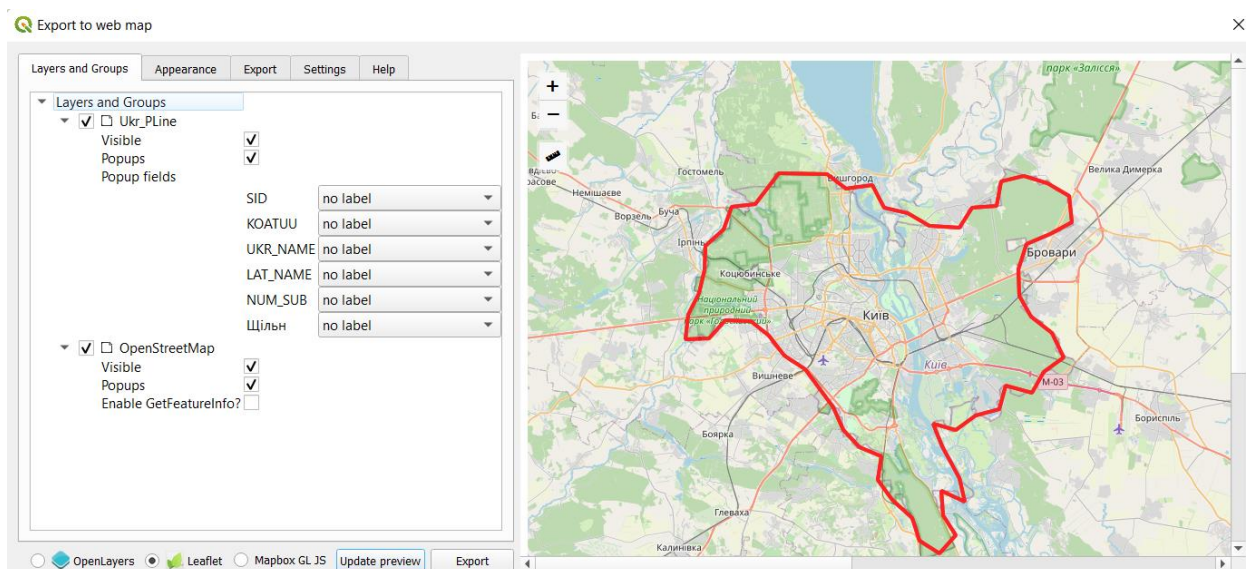 Export to web map
Layers and Groups Appearance Export Settings Help
Layers and Groups
Ukr_PLine
Visible
Popups
Popup fields
SID no label
KOATUU no label
UKR_NAME no label
LAT_NAME no label
NUM_SUB no label
Щільн no label
OpenStreetMap
Visible
Popups
Enable GetFeatureInfo?
OpenLayers Leaflet Mapbox GL JS Update preview Export
+
−
парк «Залісся»
Гостомель
Вишгород
Велика Димерка
Немішаєве
Ворзель
Буча
Ірпінь
Бровари
Коцюбинське
Національний
природний
Київ
Київ
Вишневе
М-03
Бориспіль
Боярка
Глеваха
Калинівка